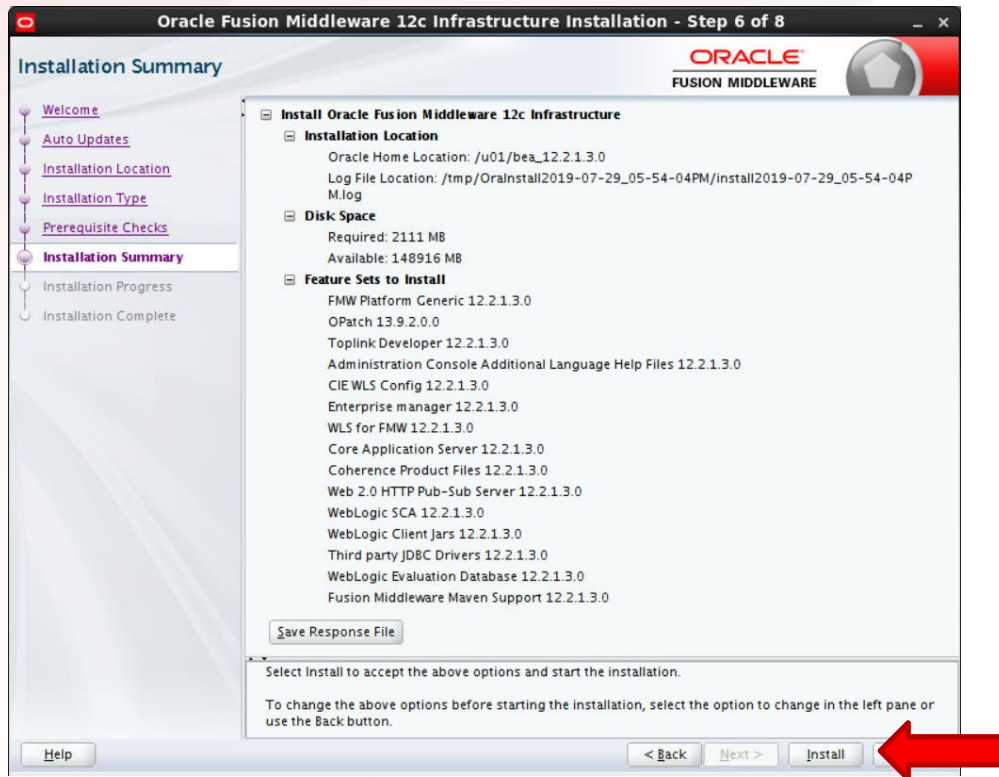 Oracle Fusion Middleware 12c Infrastructure Installation - Step 6 of 8
Installation Summary
ORACLE
FUSION MIDDLEWARE
Welcome
Auto Updates
Installation Location
Installation Type
Prerequisite Checks
Installation Summary
Installation Progress
Installation Complete
Install Oracle Fusion Middleware 12c Infrastructure
Installation Location
Oracle Home Location: /u01/bea_12.2.1.3.0
Log File Location: /tmp/OraInstall2019-07-29_05-54-04PM/install2019-07-29_05-54-04P
M.log
Disk Space
Required: 2111 MB
Available: 148916 MB
Feature Sets to Install
FMW Platform Generic 12.2.1.3.0
OPatch 13.9.2.0.0
Toplink Developer 12.2.1.3.0
Administration Console Additional Language Help Files 12.2.1.3.0
CIE WLS Config 12.2.1.3.0
Enterprise manager 12.2.1.3.0
WLS for FMW 12.2.1.3.0
Core Application Server 12.2.1.3.0
Coherence Product Files 12.2.1.3.0
Web 2.0 HTTP Pub-Sub Server 12.2.1.3.0
WebLogic SCA 12.2.1.3.0
WebLogic Client Jars 12.2.1.3.0
Third party JDBC Drivers 12.2.1.3.0
WebLogic Evaluation Database 12.2.1.3.0
Fusion Middleware Maven Support 12.2.1.3.0
Save Response File
Select Install to accept the above options and start the installation.
To change the above options before starting the installation, select the option to change in the left pane or
use the Back button.
Help
< Back
Next >
Install